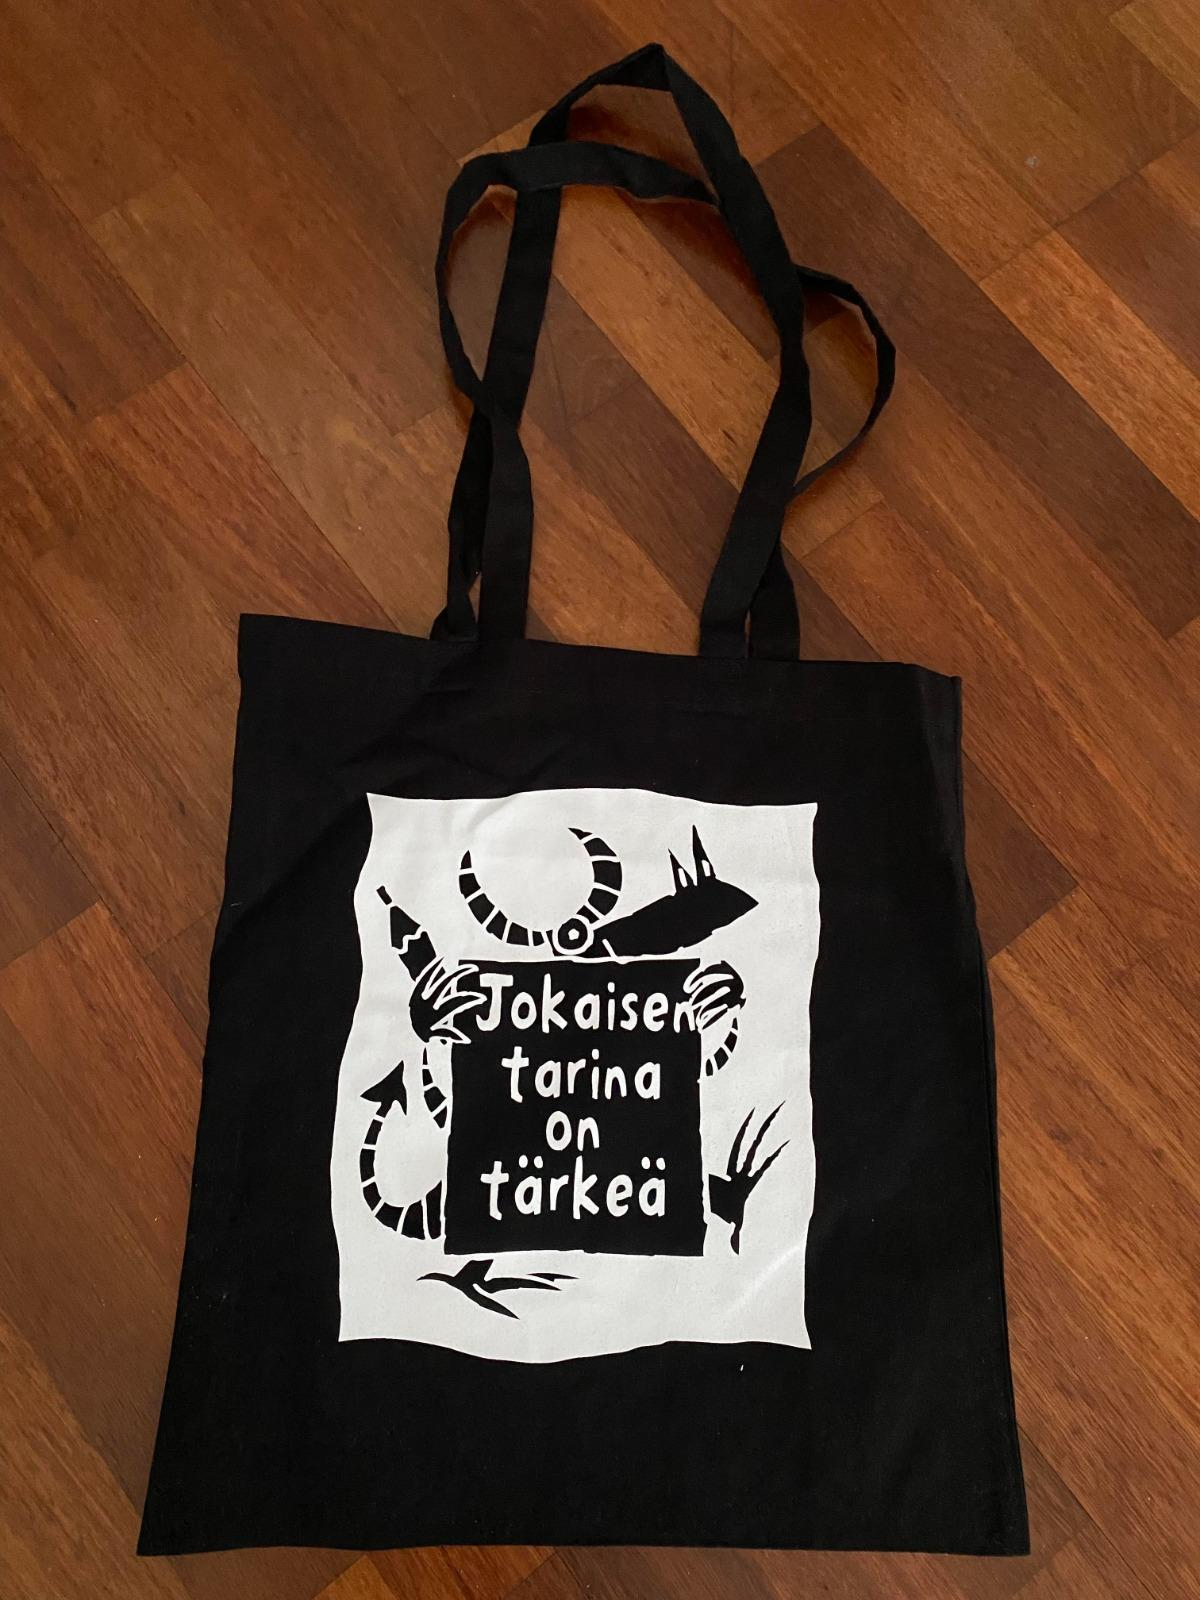 Jokaisen
tarina
on
tärkeä